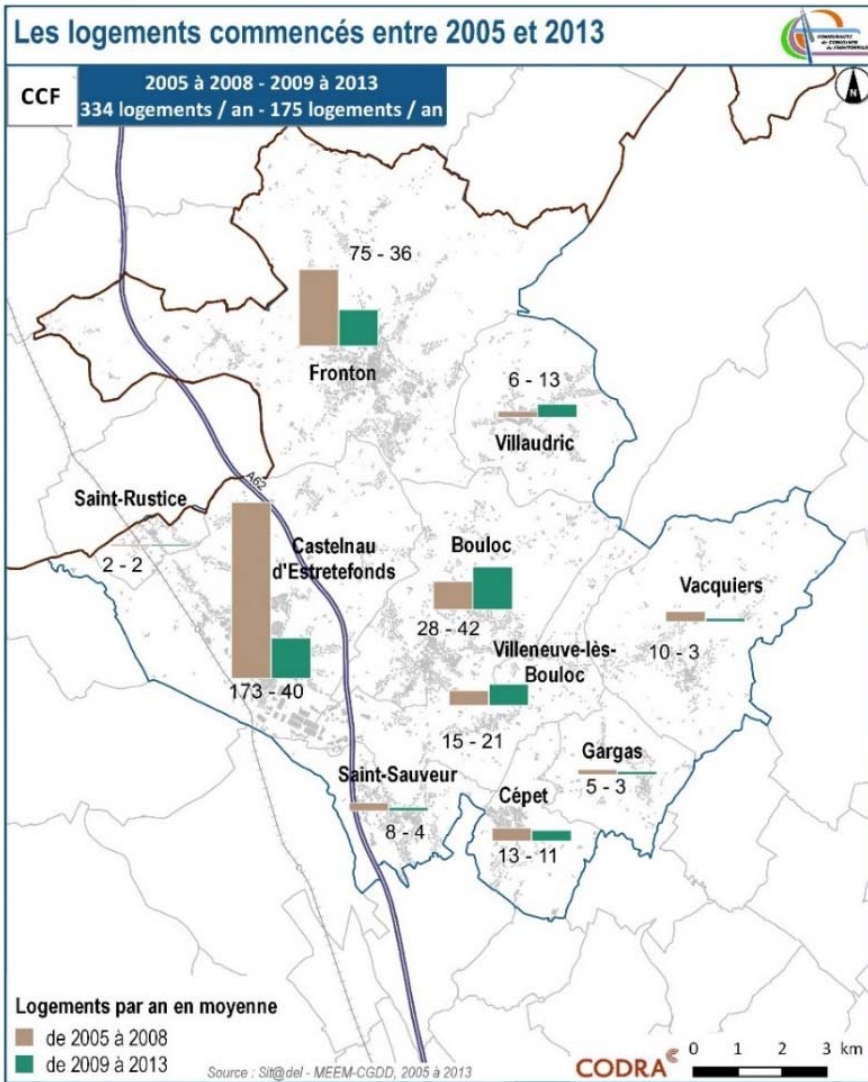 Les logements commencés entre 2005 et 2013
COMMUNAUTÉ
CCF
2005 à 2008 - 2009 à 2013
334 logements / an - 175 logements / an
N
75 - 36
Fronton
6 - 13
Villaudric
A62
Saint-Rustice
2 - 2
Castelnau
d'Estretefonds
173 - 40
Bouloc
28 - 42
Vacquiers
10 - 3
Villeneuve-lès-
Bouloc
15 - 21
Gargas
5 - 3
Saint-Sauveur
8 - 4
Cépet
13 - 11
Logements par an en moyenne
de 2005 à 2008
de 2009 à 2013
Source : Sit@del - MEEM-CGDD, 2005 à 2013
CODRA
0 1 2 3 km